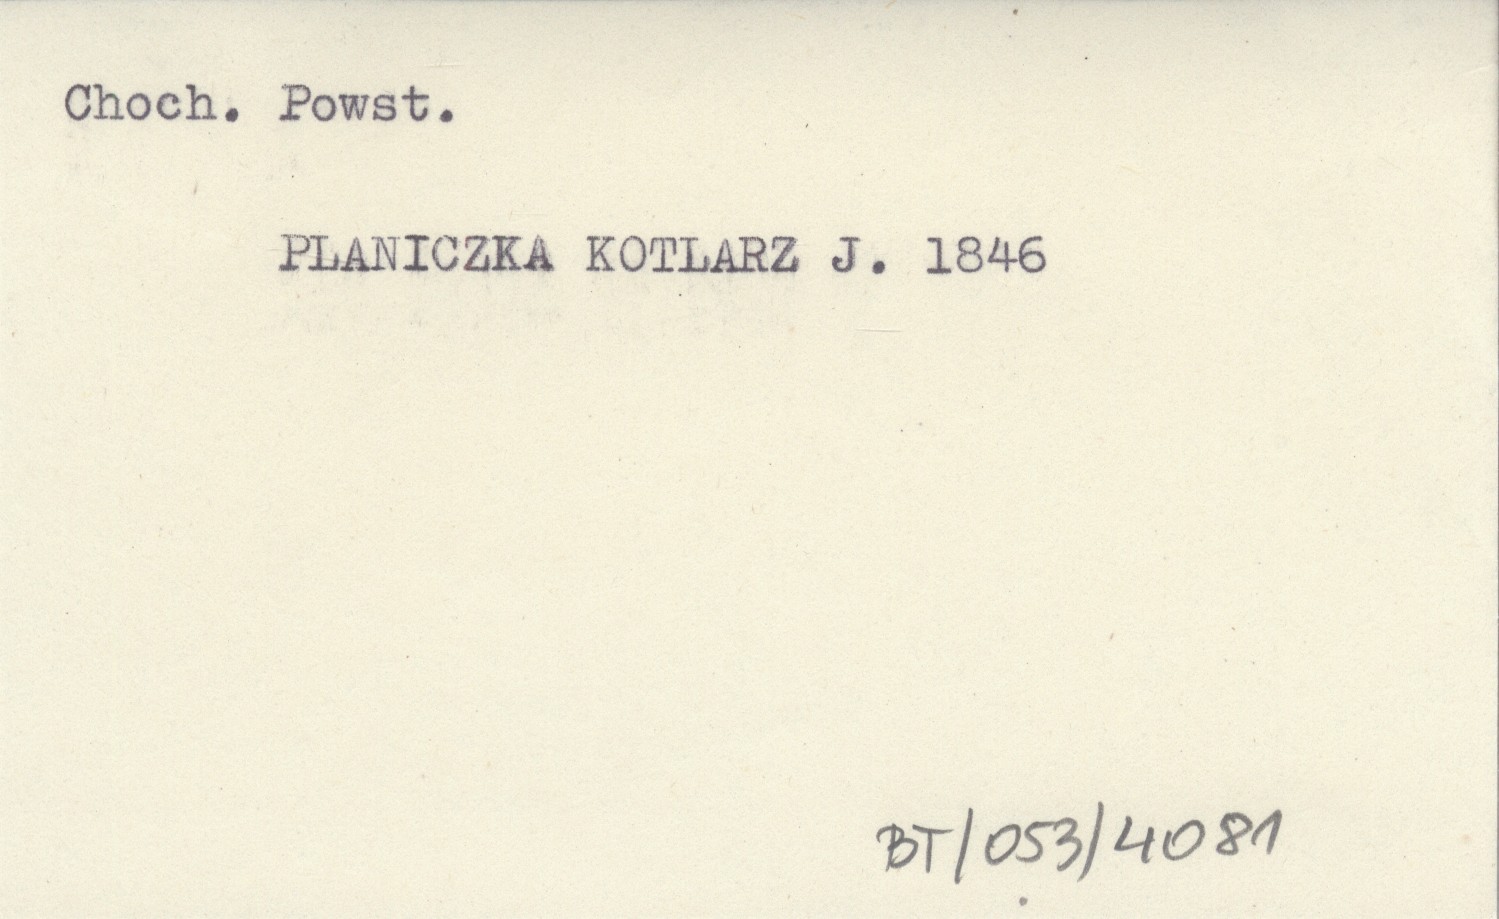 Choch. Powst.
PLANICZKA KOTLARZ J. 1846
BT/053/4081